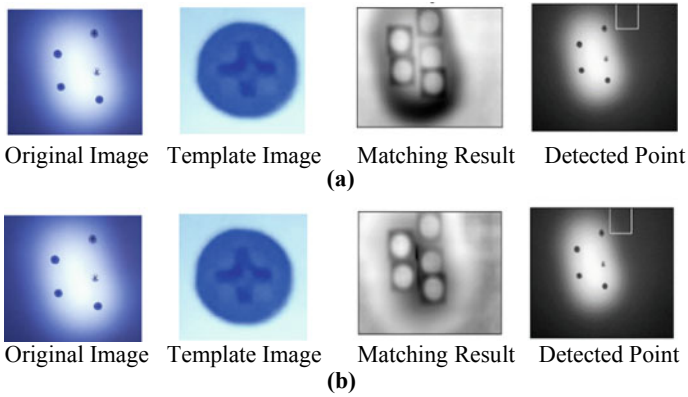 Original Image Template Image Matching Result Detected Point
(a)
Original Image Template Image Matching Result Detected Point
(b)